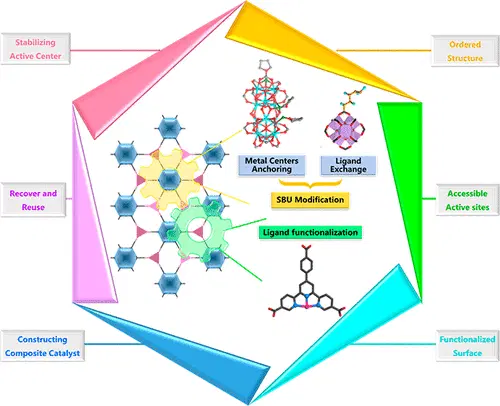 Stabilizing
Active Center
Ordered
Structure
Metal Centers
Anchoring
Ligand
Exchange
SBU Modification
Recover and
Reuse
Accessible
Active sites
Ligand functionalization
Constructing
Composite Catalyst
Functionalized
Surface